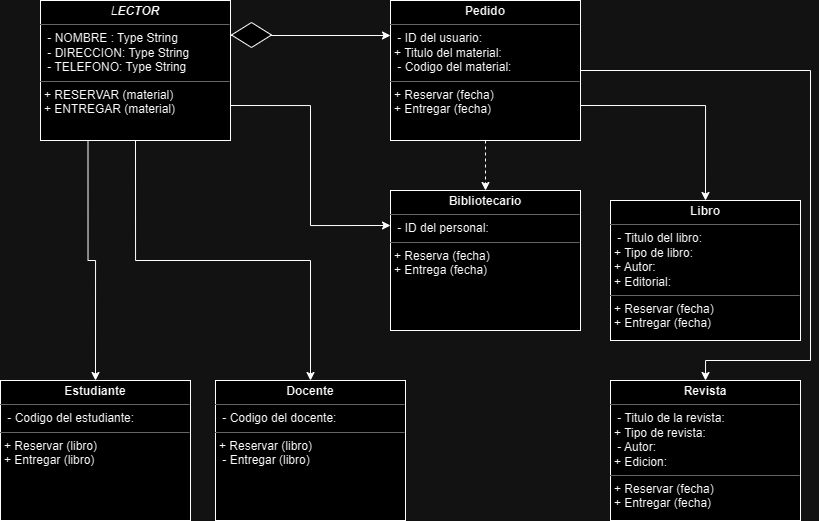 LECTOR
- NOMBRE : Type String
- DIRECCION: Type String
- TELEFONO: Type String
+ RESERVAR (material)
+ ENTREGAR (material)
Pedido
- ID del usuario:
+ Titulo del material:
- Codigo del material:
+ Reservar (fecha)
+ Entregar (fecha)
Bibliotecario
- ID del personal:
+ Reserva (fecha)
+ Entrega (fecha)
Libro
- Titulo del libro:
+ Tipo de libro:
+ Autor:
+ Editorial:
+ Reservar (fecha)
+ Entregar (fecha)
Estudiante
- Codigo del estudiante:
+ Reservar (libro)
+ Entregar (libro)
Docente
- Codigo del docente:
+ Reservar (libro)
- Entregar (libro)
Revista
- Titulo de la revista:
+ Tipo de revista:
- Autor:
+ Edicion:
+ Reservar (fecha)
+ Entregar (fecha)